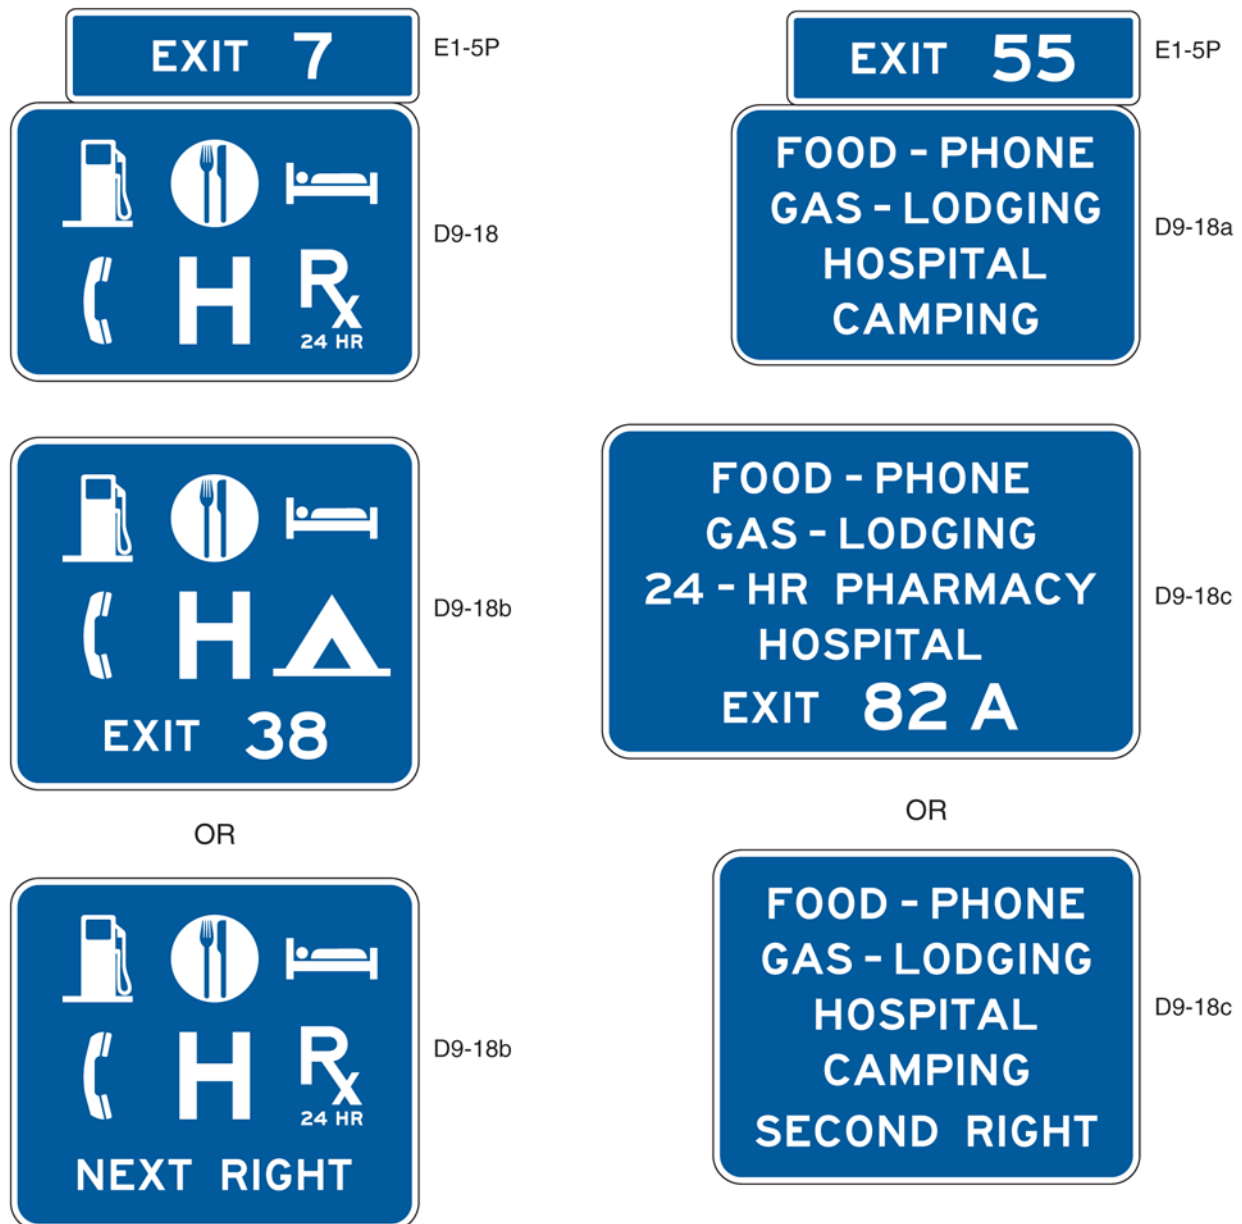 EXIT 7
E1-5P
24 HR
H
Rx
D9-18
EXIT 38
H
D9-18b
OR
H
Rx
24 HR
D9-18b
NEXT RIGHT
EXIT 55
E1-5P
FOOD - PHONE
GAS - LODGING
HOSPITAL
CAMPING
D9-18a
FOOD - PHONE
GAS - LODGING
24 - HR PHARMACY
HOSPITAL
EXIT 82 A
D9-18c
OR
FOOD - PHONE
GAS - LODGING
HOSPITAL
CAMPING
SECOND RIGHT
D9-18c